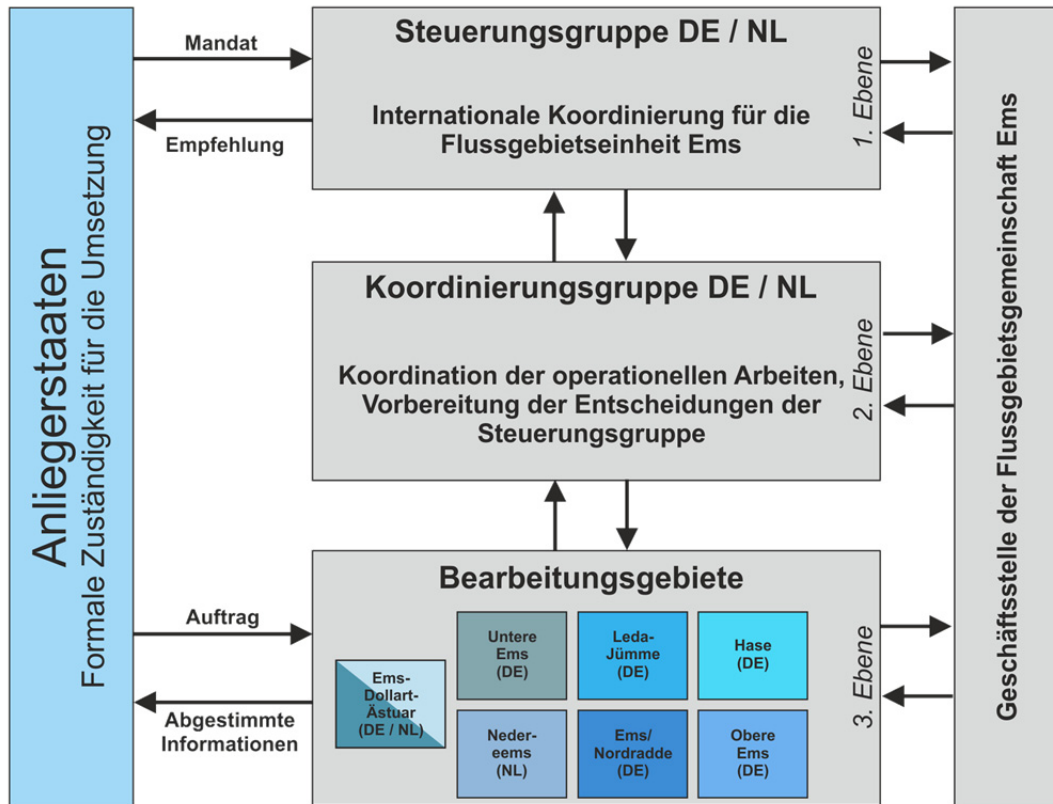 Anliegerstaaten
Formale Zuständigkeit für die Umsetzung
Mandat
Empfehlung
Steuerungsgruppe DE / NL
Internationale Koordinierung für die
Flussgebietseinheit Ems
1. Ebene
Koordinierungsgruppe DE / NL
Koordination der operationellen Arbeiten,
Vorbereitung der Entscheidungen der
Steuerungsgruppe
2. Ebene
Auftrag
Abgestimmte
Informationen
Bearbeitungsgebiete
Ems-
Dollart-
Ästuar
(DE / NL)
Untere
Ems
(DE)
Leda-
Jümme
(DE)
Hase
(DE)
Neder-
eems
(NL)
Ems/
Nordradde
(DE)
Obere
Ems
(DE)
3. Ebene
Geschäftsstelle der Flussgebietsgemeinschaft Ems